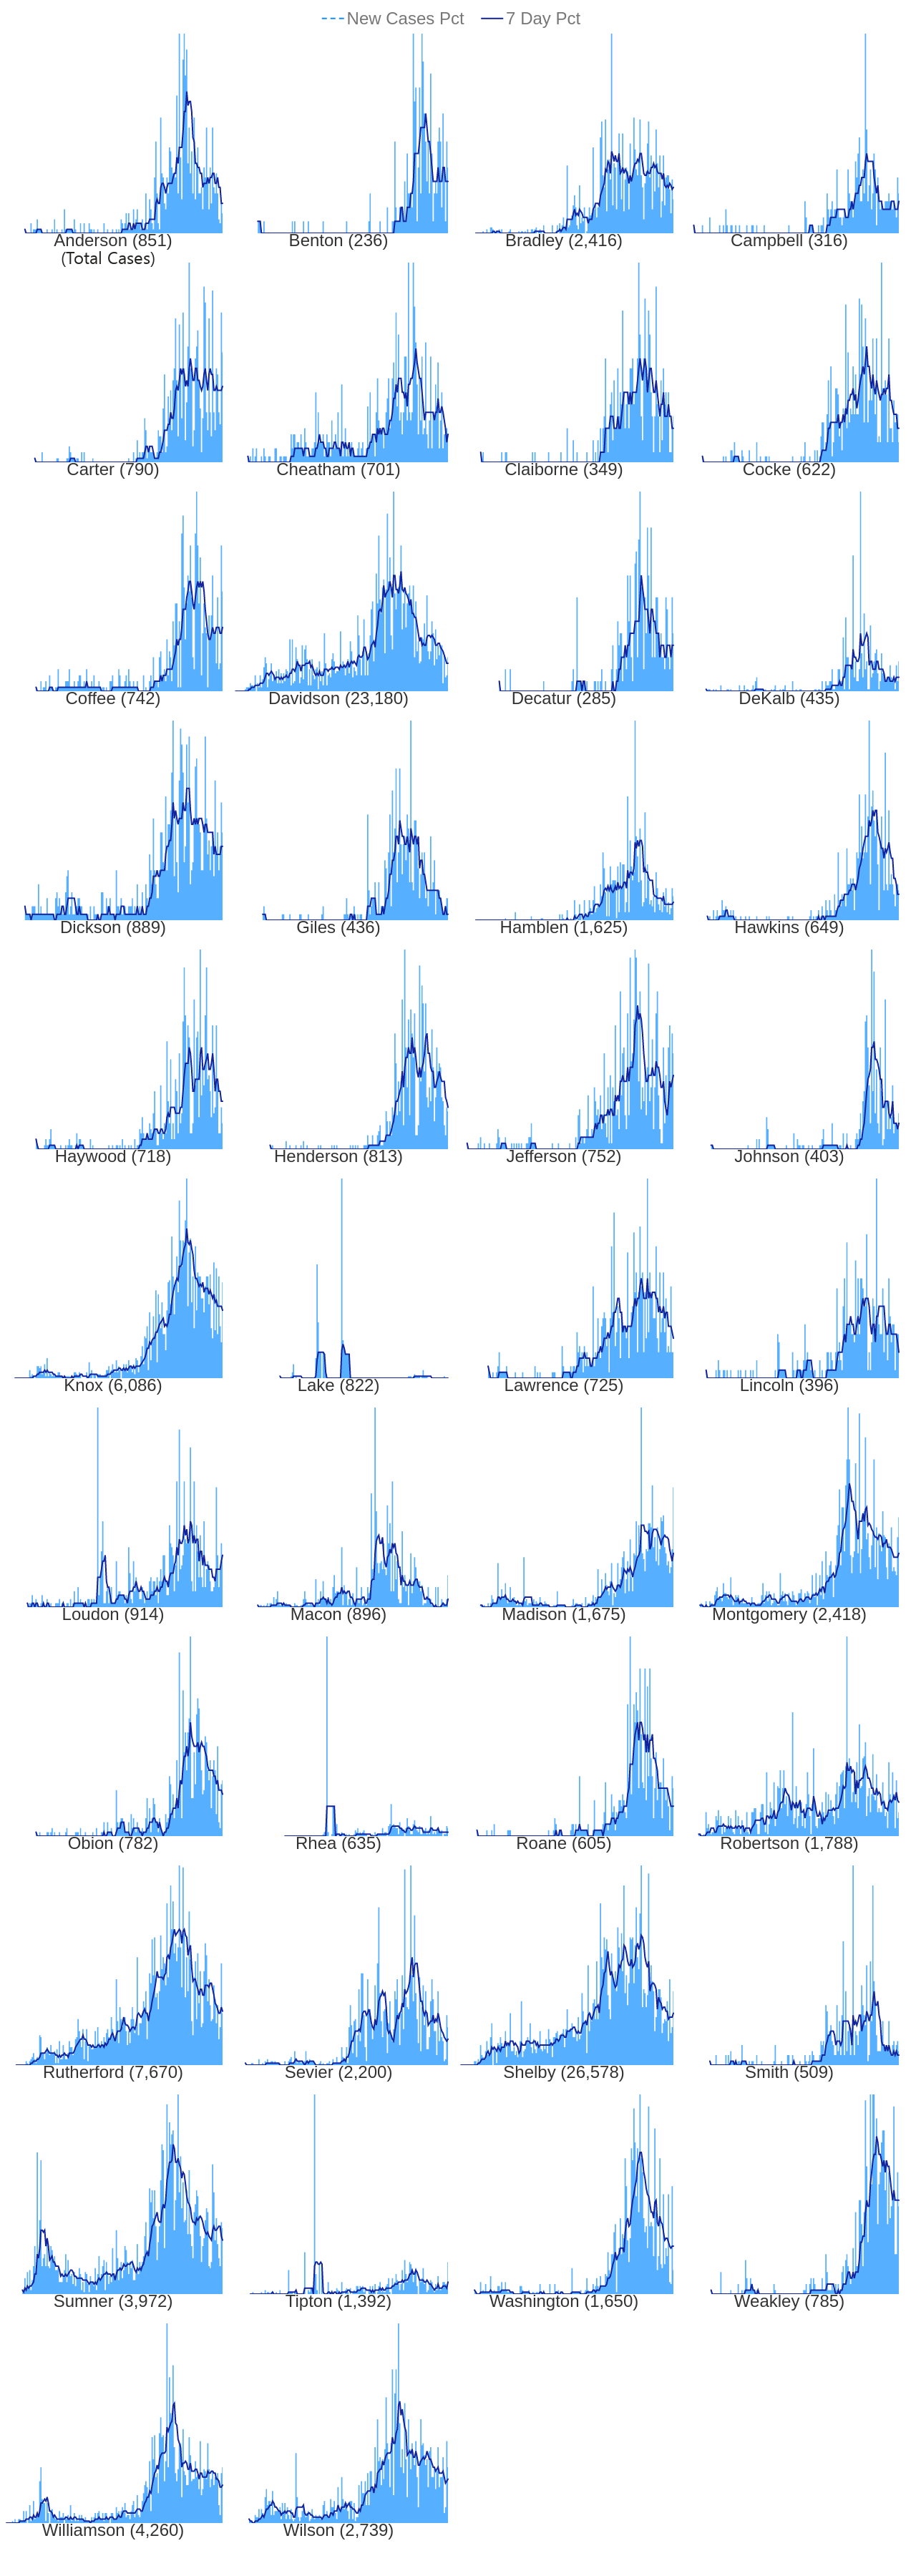 New Cases Pct 7 Day Pct
Anderson (851) Benton (236) Bradley (2,416) Campbell (316)
(Total Cases)
Carter (790) Cheatham (701) Claiborne (349) Cocke (622)
Coffee (742) Davidson (23,180) Decatur (285) DeKalb (435)
Dickson (889) Giles (436) Hamblen (1,625) Hawkins (649)
Haywood (718) Henderson (813) Jefferson (752) Johnson (403)
Knox (6,086) Lake (822) Lawrence (725) Lincoln (396)
Loudon (914) Macon (896) Madison (1,675) Montgomery (2,418)
Obion (782) Rhea (635) Roane (605) Robertson (1,788)
Rutherford (7,670) Sevier (2,200) Shelby (26,578) Smith (509)
Sumner (3,972) Tipton (1,392) Washington (1,650) Weakley (785)
Williamson (4,260) Wilson (2,739)